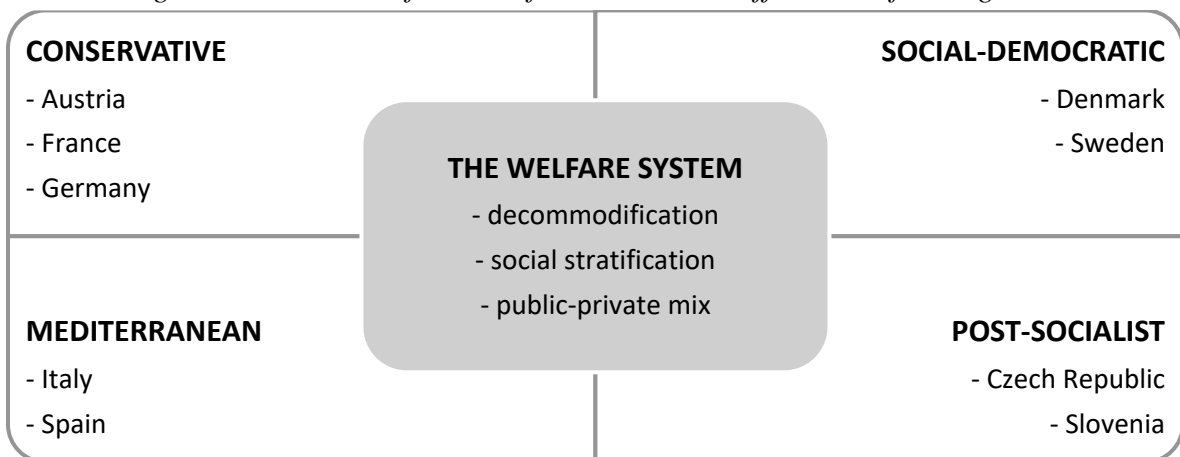 CONSERVATIVE
- Austria
- France
- Germany
SOCIAL-DEMOCRATIC
- Denmark
- Sweden
THE WELFARE SYSTEM
- decommodification
- social stratification
- public-private mix
MEDITERRANEAN
- Italy
- Spain
POST-SOCIALIST
- Czech Republic
- Slovenia